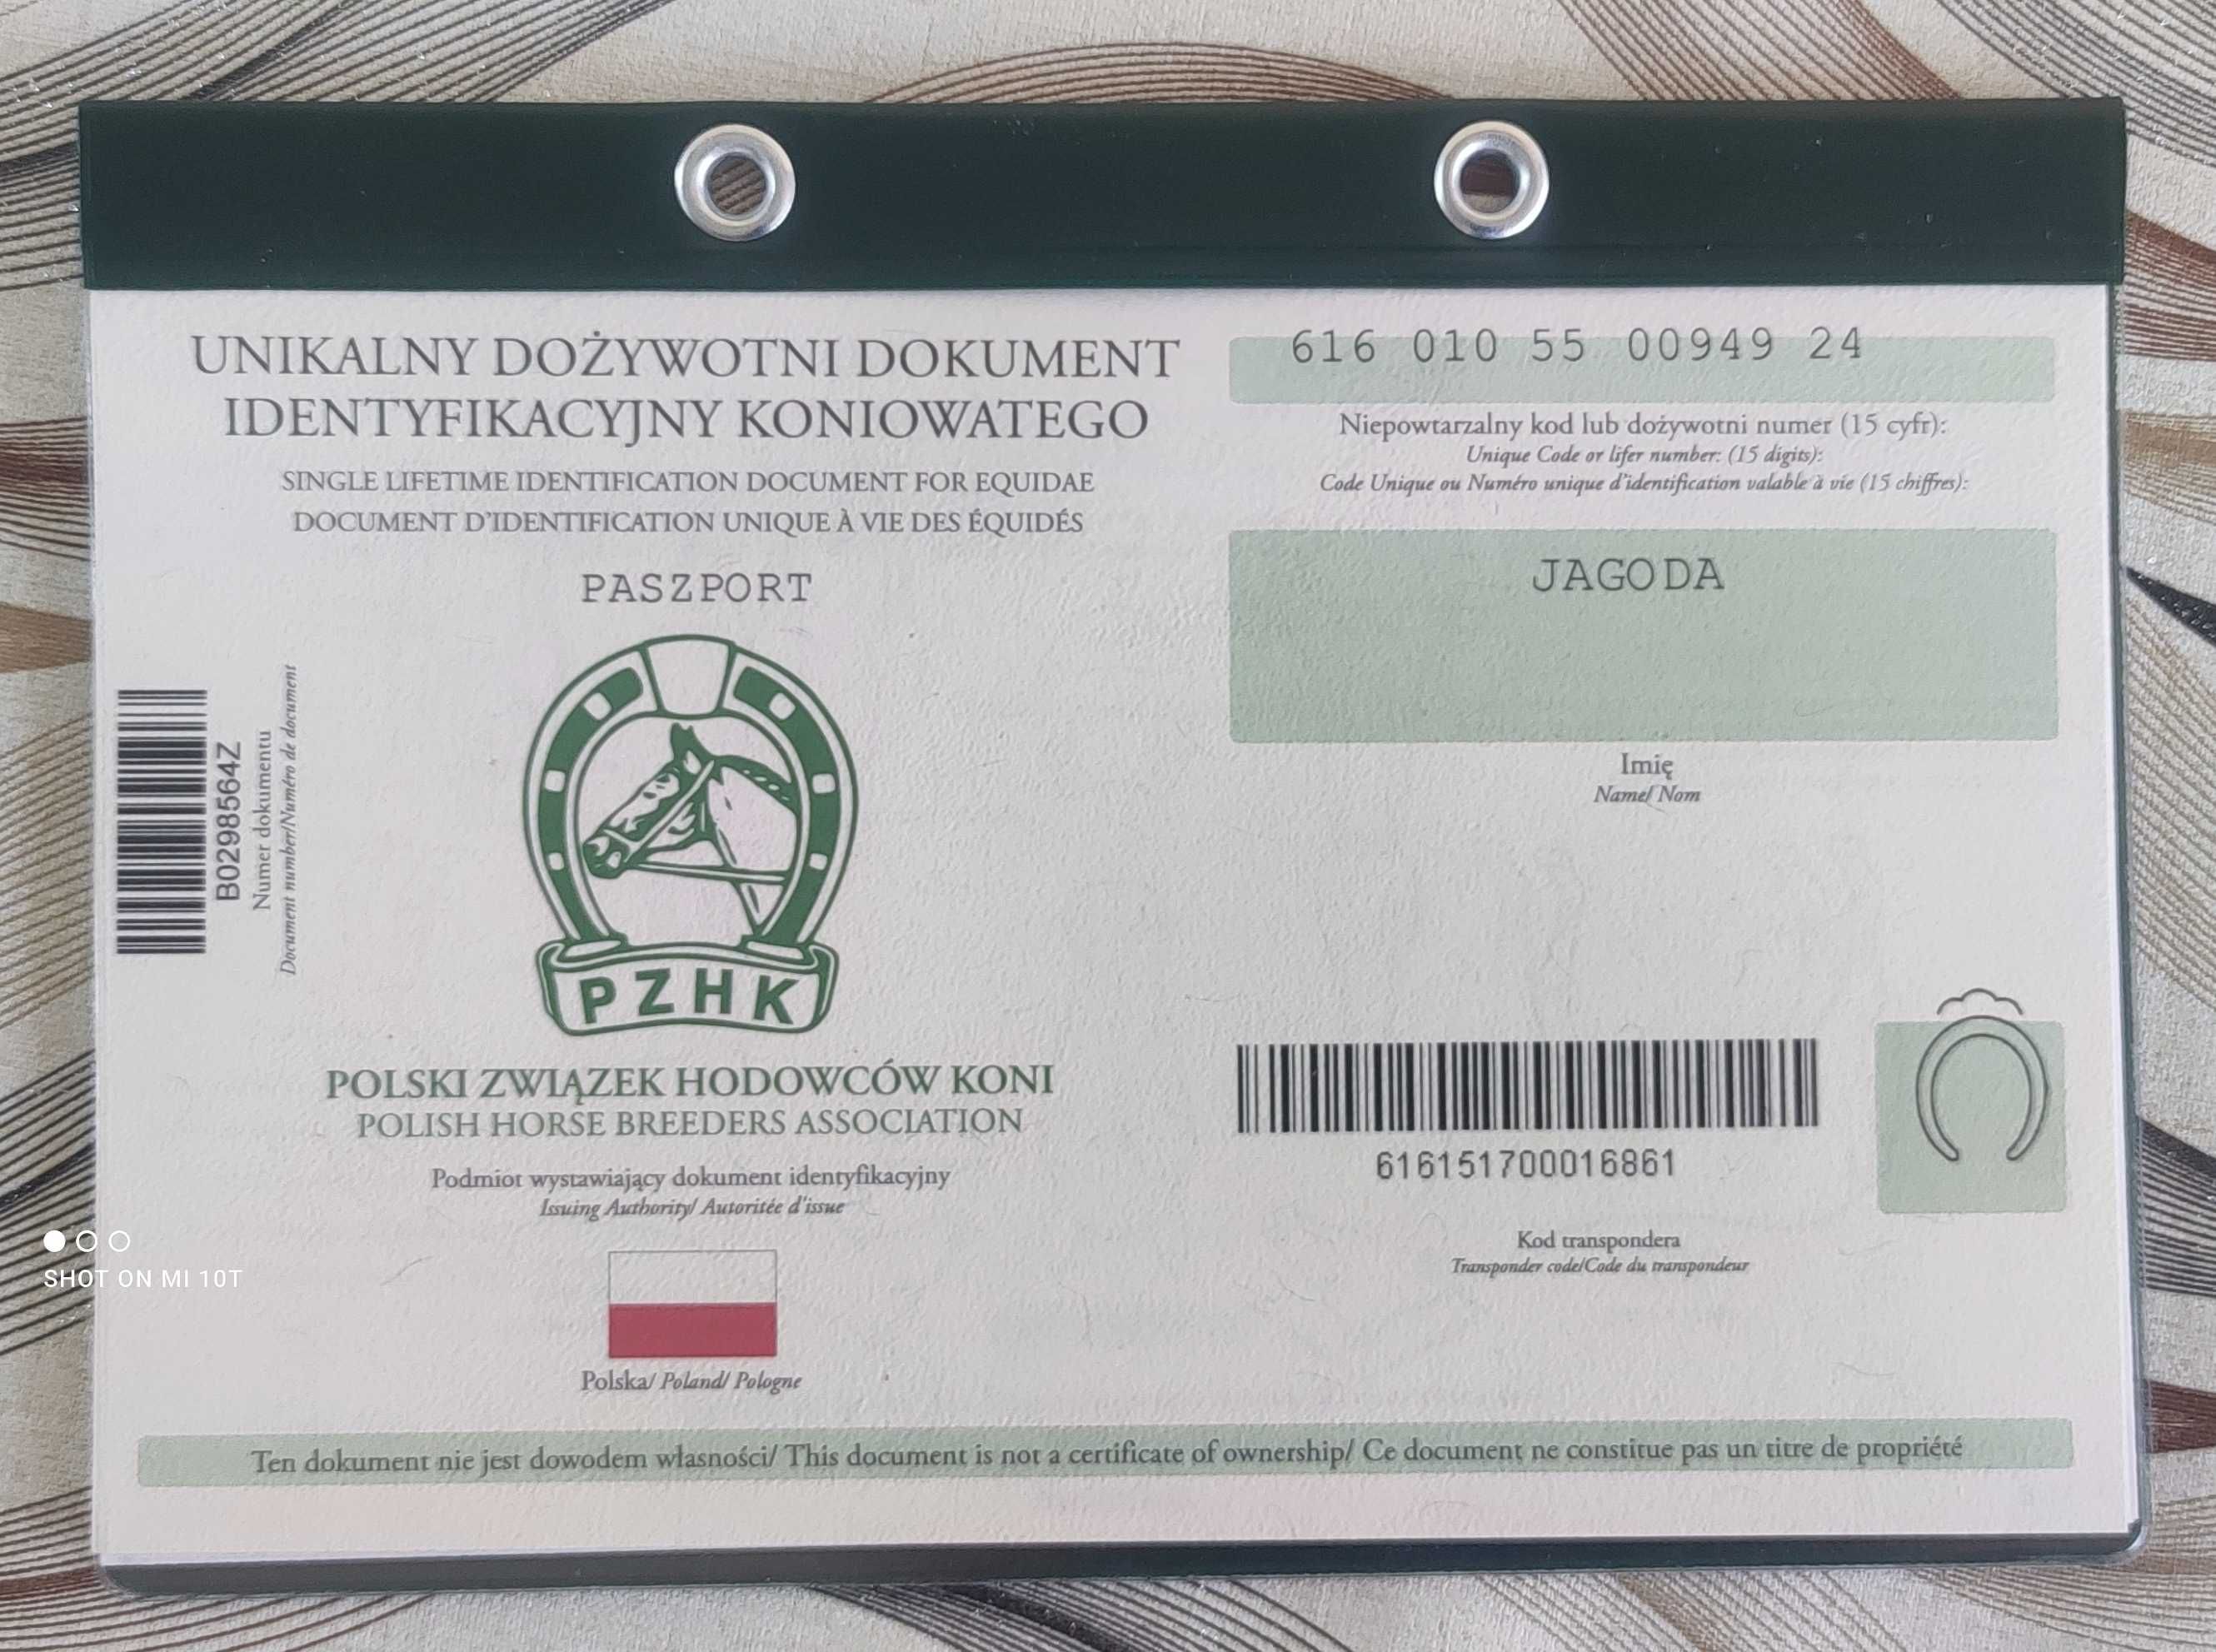 UNIKALNY DOŻYWOTNI DOKUMENT
IDENTYFIKACYJNY KONIOWATEGO
SINGLE LIFETIME IDENTIFICATION DOCUMENT FOR EQUIDAE
DOCUMENT D'IDENTIFICATION UNIQUE À VIE DES ÉQUIDÉS
PASZPORT
B0298564Z
Numer dokumentu
Document number/Numéro de document
PZHK
POLSKI ZWIĄZEK HODOWCÓW KONI
POLISH HORSE BREEDERS ASSOCIATION
Podmiot wystawiający dokument identyfikacyjny
Issuing Authority/ Autoritée d'issue
Polska/ Poland/ Pologne
616 010 55 00949 24
Niepowtarzalny kod lub dożywotni numer (15 cyfr):
Unique Code or lifer number: (15 digits):
Code Unique ou Numéro unique d'identification valable à vie (15 chiffres):
JAGODA
Imię
Name/ Nom
616151700016861
Kod transpondera
Transponder code/Code du transpondeur
Ten dokument nie jest dowodem własności/ This document is not a certificate of ownership/ Ce document ne constitue pas un titre de propriété
SHOT ON MI 10T